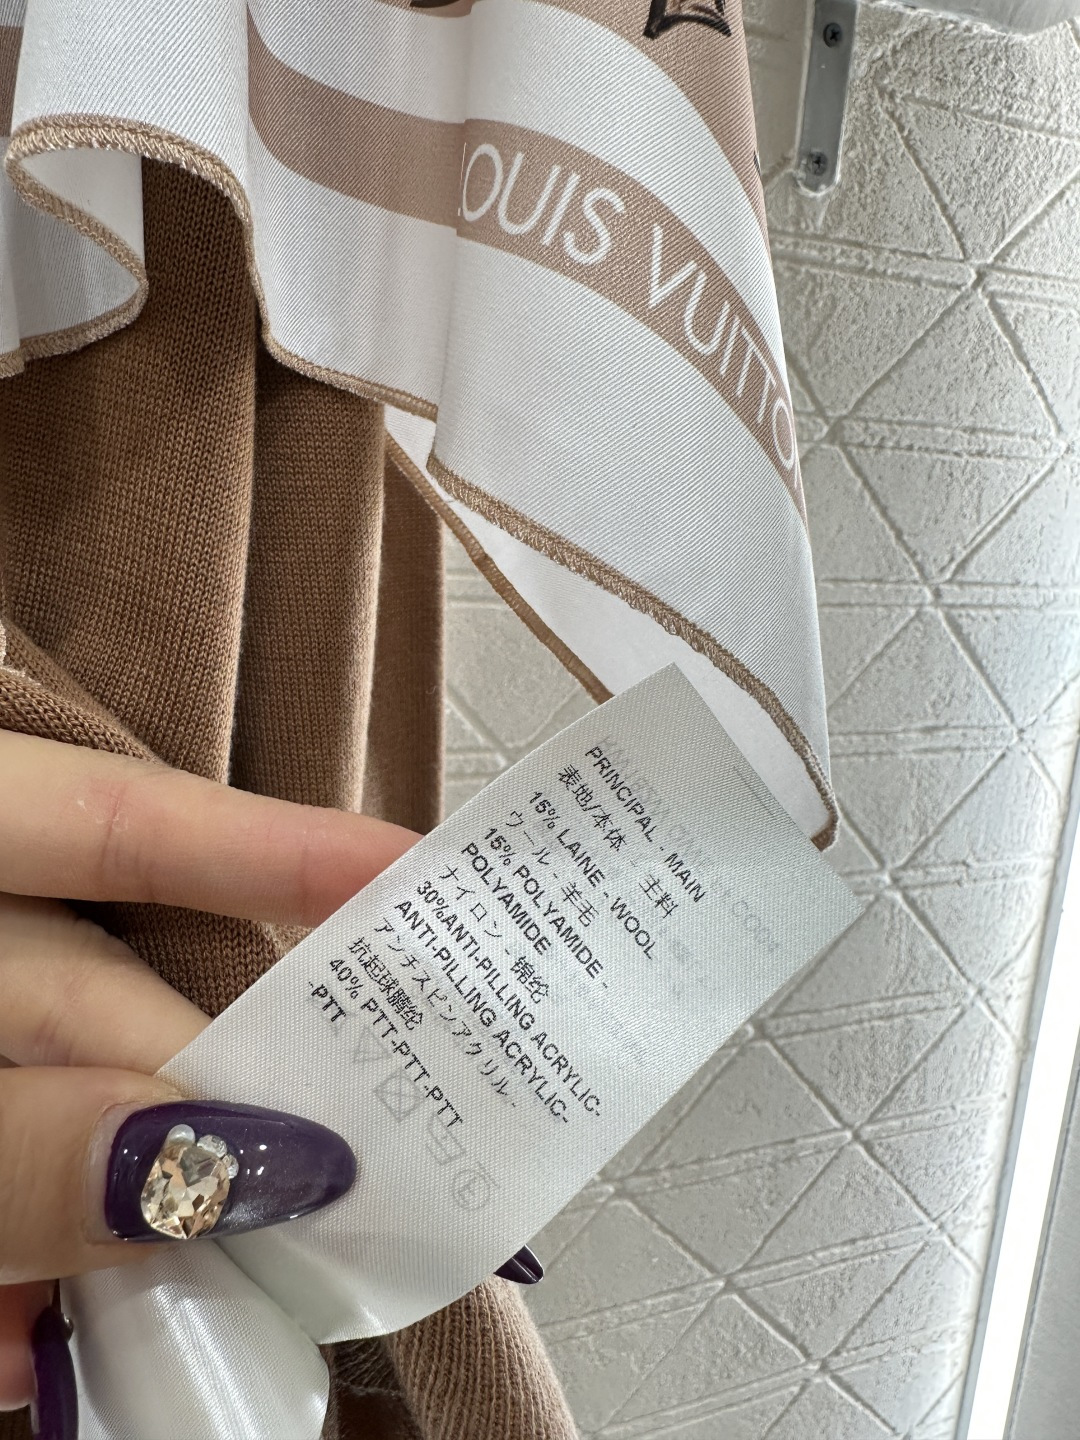 LOUIS VUITTON
PRINCIPAL - MAIN
表地/本体 - 主料
15% LAINE -WOOL
ウール - 羊毛
15% POLYAMIDE -
POLYAMIDE
ナイロン - 锦纶
30%ANTI-PILLING ACRYLIC-
ANTI-PILLING ACRYLIC-
アンチスピンアクリル -
抗起球腈纶
40% PTT-PTT-PTT
-PTT